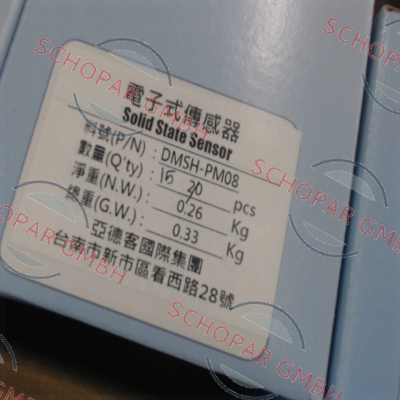 電子式傳感器
Solid State Sensor
料號(P/N): DMSH-PM08
數量(Q'ty): 15 20 pcs
淨重(N.W.): 0.26 Kg
總重(G.W.): 0.33 Kg
亞德客國際集團
台南市新市區看西路28號
SCHOPAR GMBH
SCHOPAR GMBH
SCHOPAR GMBH
SCHOPAR GMBH
SCHOPAR GMBH